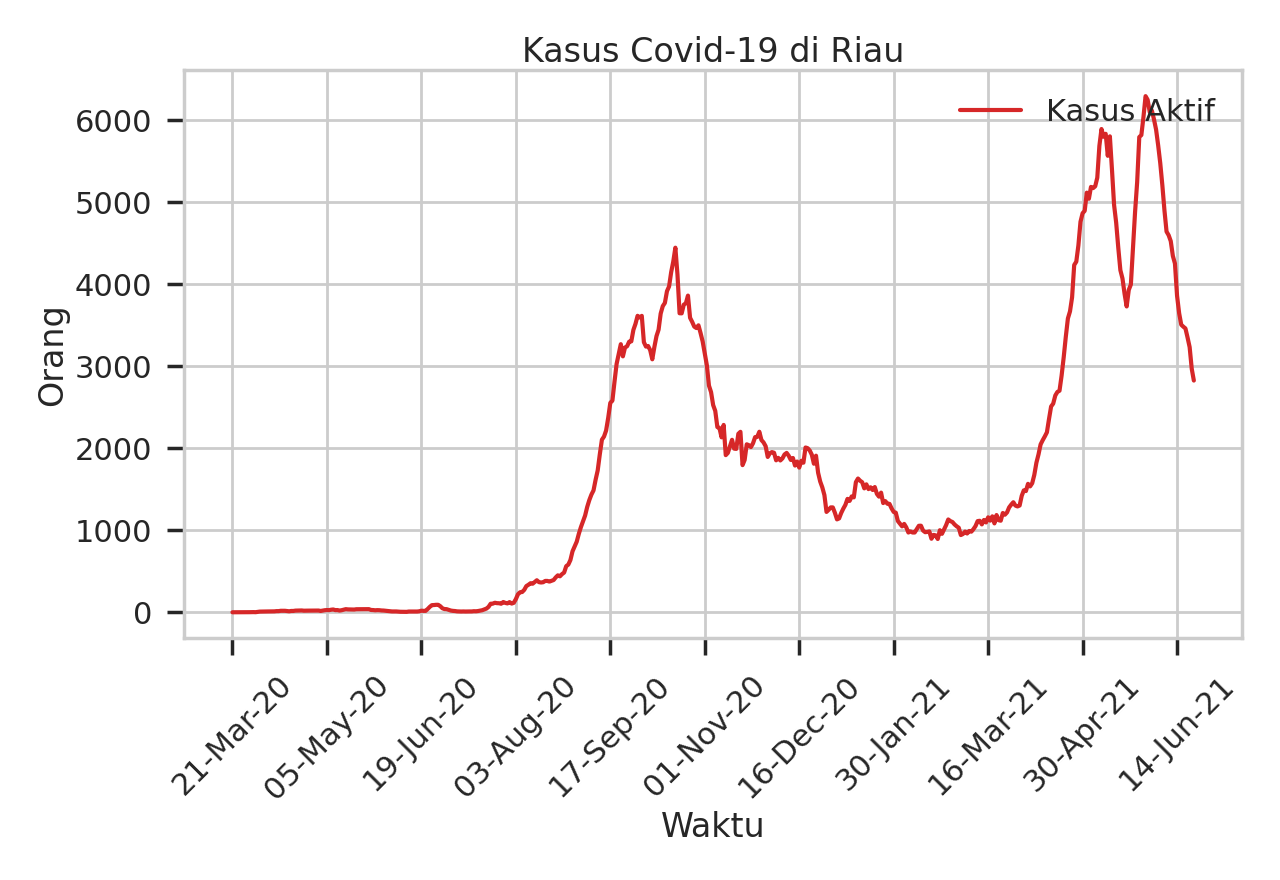 Kasus Covid-19 di Riau
Kasus Aktif
6000
5000
4000
3000
2000
1000
0
Orang
21-Mar-20
05-May-20
19-Jun-20
03-Aug-20
17-Sep-20
01-Nov-20
16-Dec-20
30-Jan-21
16-Mar-21
30-Apr-21
14-Jun-21
Waktu